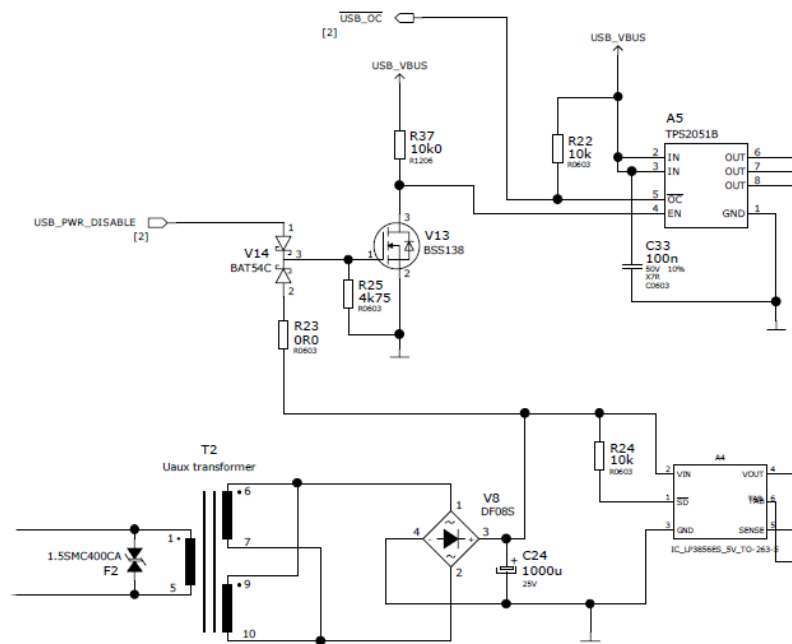 USB_OC
[2]
USB_VBUS
USB_VBUS
A5
TPS2051B
R37
10k0
R1206
R22
10k
R0603
2 IN OUT 6
3 IN OUT 7
OUT 8
5 OC
4 EN GND 1
USB_PWR_DISABLE
[2]
1
V14
BAT54C
3
2
3
V13
BSS138
1
2
R25
4k75
R0603
C33
100n
50V 10%
X7R
C0603
R23
0R0
R0603
T2
Uaux transformer
R24
10k
R0603
A4
2 VIN VOUT 4
1 SD TAB 6
3 GND SENSE 5
IC_LP3856ES_5V_TO-263-5
1.5SMC400CA
F2
1
5
6
7
9
10
V8
DF08S
1
4
3
2
C24
1000u
25V
+